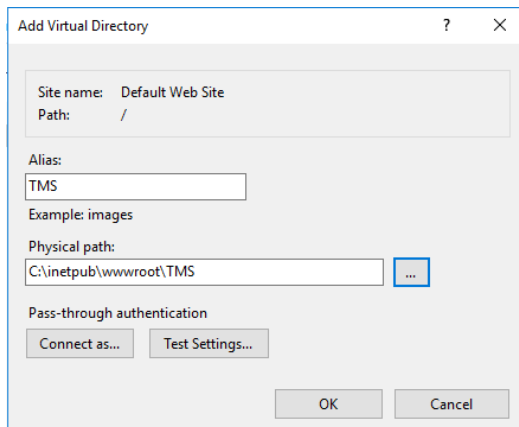 Add Virtual Directory
?
Site name: Default Web Site
Path: /
Alias:
TMS
Example: images
Physical path:
C:\inetpub\wwwroot\TMS
...
Pass-through authentication
Connect as... Test Settings...
OK Cancel